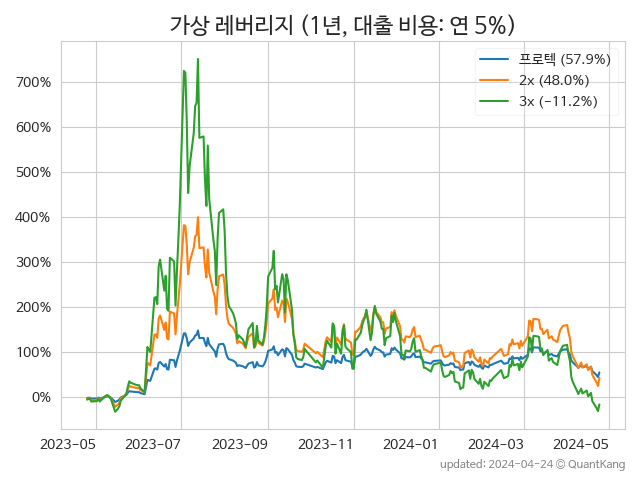 가상 레버리지 (1년, 대출 비용: 연 5%)
프로텍 (57.9%)
2x (48.0%)
3x (-11.2%)
700%
600%
500%
400%
300%
200%
100%
0%
2023-05 2023-07 2023-09 2023-11 2024-01 2024-03 2024-05
updated: 2024-04-24 © QuantKang